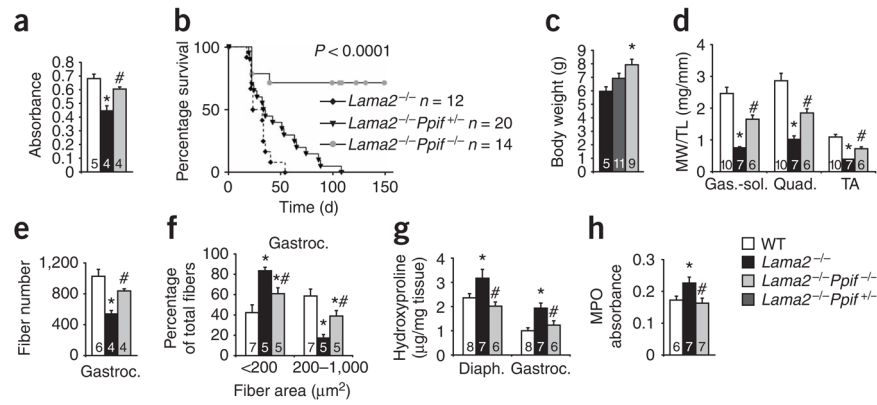 a
Absorbance
0.8
0.7
0.6
0.5
0.4
0.3
0.2
0.1
0
*
#
5 4 4
b
Percentage survival
100
50
0
P < 0.0001
Lama2–/– n = 12
Lama2–/–Ppif+/– n = 20
Lama2–/–Ppif–/– n = 14
0 50 100 150
Time (d)
c
Body weight (g)
9
8
7
6
5
4
3
2
1
0
*
5 11 9
d
MW/TL (mg/mm)
4
3
2
1
0
* # * # * #
10 7 6 10 7 6 10 7 6
Gas.-sol. Quad. TA
e
Fiber number
1,200
800
400
0
* #
6 4 4
Gastroc.
f
Gastroc.
Percentage
of total fibers
100
80
60
40
20
0
* *# * *#
7 5 5 7 5 5
<200 200–1,000
Fiber area (μm2)
g
Hydroxyproline
(μg/mg tissue)
4
3
2
1
0
* # * #
8 7 6 8 7 6
Diaph. Gastroc.
h
MPO
absorbance
0.3
0.2
0.1
0
* #
6 7 7
WT
Lama2–/–
Lama2–/–Ppif–/–
Lama2–/–Ppif+/–